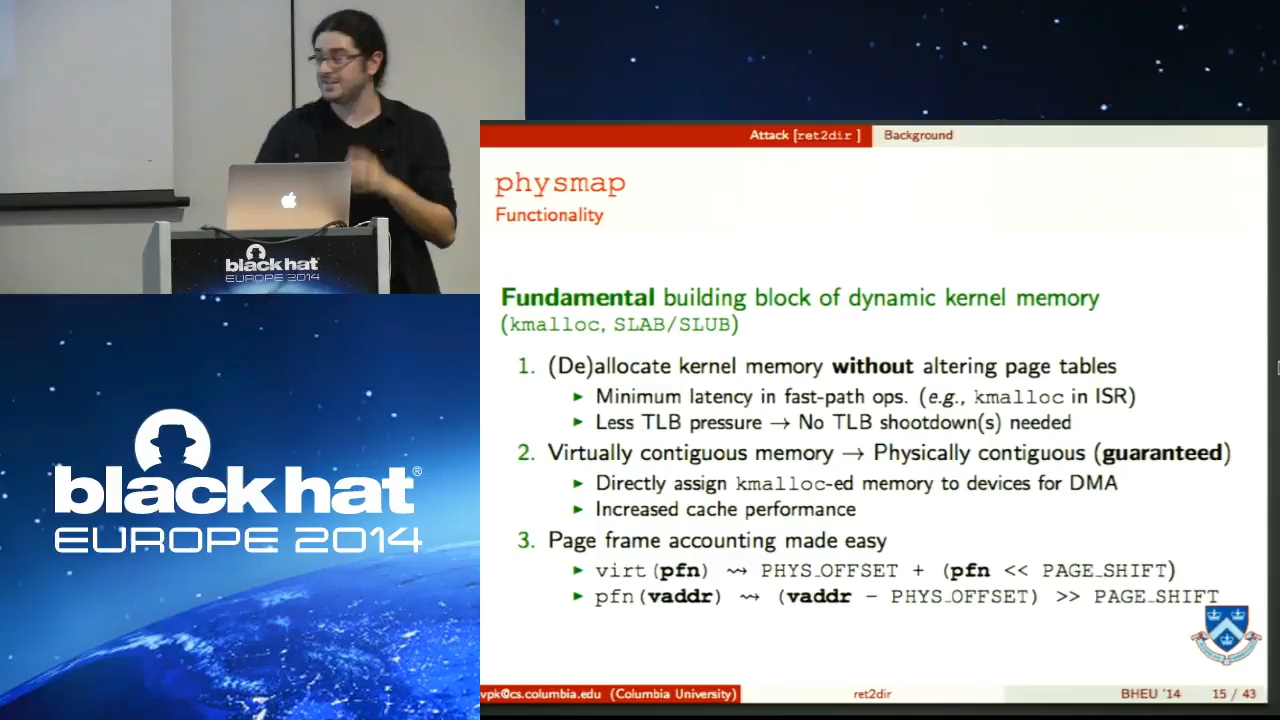 black hat
EUROPE 2014
black hat®
EUROPE 2014
Attack [ret2dir ] Background
physmap
Functionality
Fundamental building block of dynamic kernel memory
(kmalloc, SLAB/SLUB)
1. (De)allocate kernel memory without altering page tables
▶ Minimum latency in fast-path ops. (e.g., kmalloc in ISR)
▶ Less TLB pressure → No TLB shootdown(s) needed
2. Virtually contiguous memory → Physically contiguous (guaranteed)
▶ Directly assign kmalloc-ed memory to devices for DMA
▶ Increased cache performance
3. Page frame accounting made easy
▶ virt(pfn) ⇝ PHYS_OFFSET + (pfn << PAGE_SHIFT)
▶ pfn(vaddr) ⇝ (vaddr - PHYS_OFFSET) >> PAGE_SHIFT
vpk@cs.columbia.edu (Columbia University) ret2dir BHEU '14 15 / 43